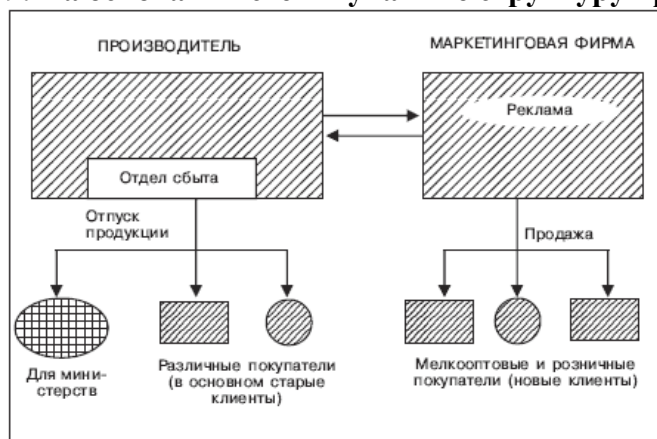 ПРОИЗВОДИТЕЛЬ
МАРКЕТИНГОВАЯ ФИРМА
Реклама
Отдел сбыта
Отпуск
продукции
Продажа
Для мини-
стерств
Различные покупатели
(в основном старые
клиенты)
Мелкооптовые и розничные
покупатели (новые клиенты)